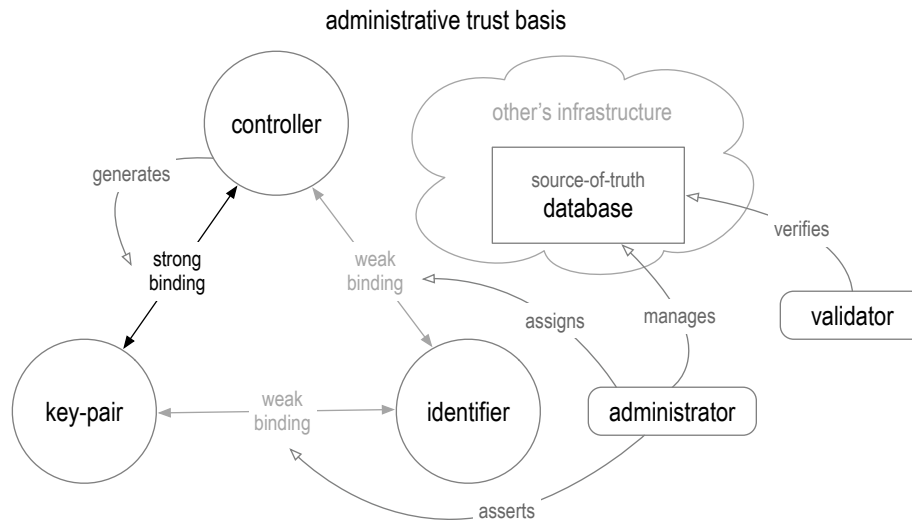 administrative trust basis
controller
other's infrastructure
source-of-truth
database
generates
verifies
strong
binding
weak
binding
assigns
manages
validator
key-pair
weak
binding
identifier
administrator
asserts